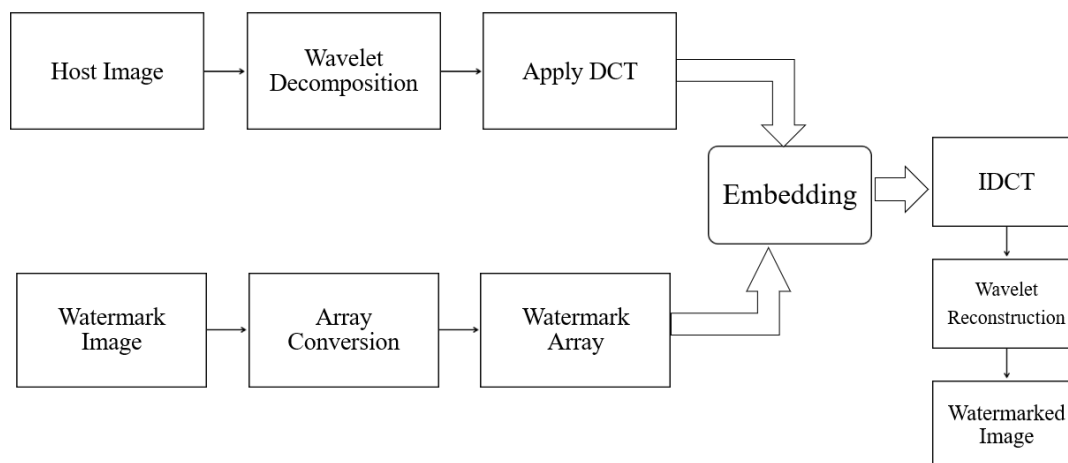 Host Image
Wavelet
Decomposition
Apply DCT
Embedding
IDCT
Watermark
Image
Array
Conversion
Watermark
Array
Wavelet
Reconstruction
Watermarked
Image